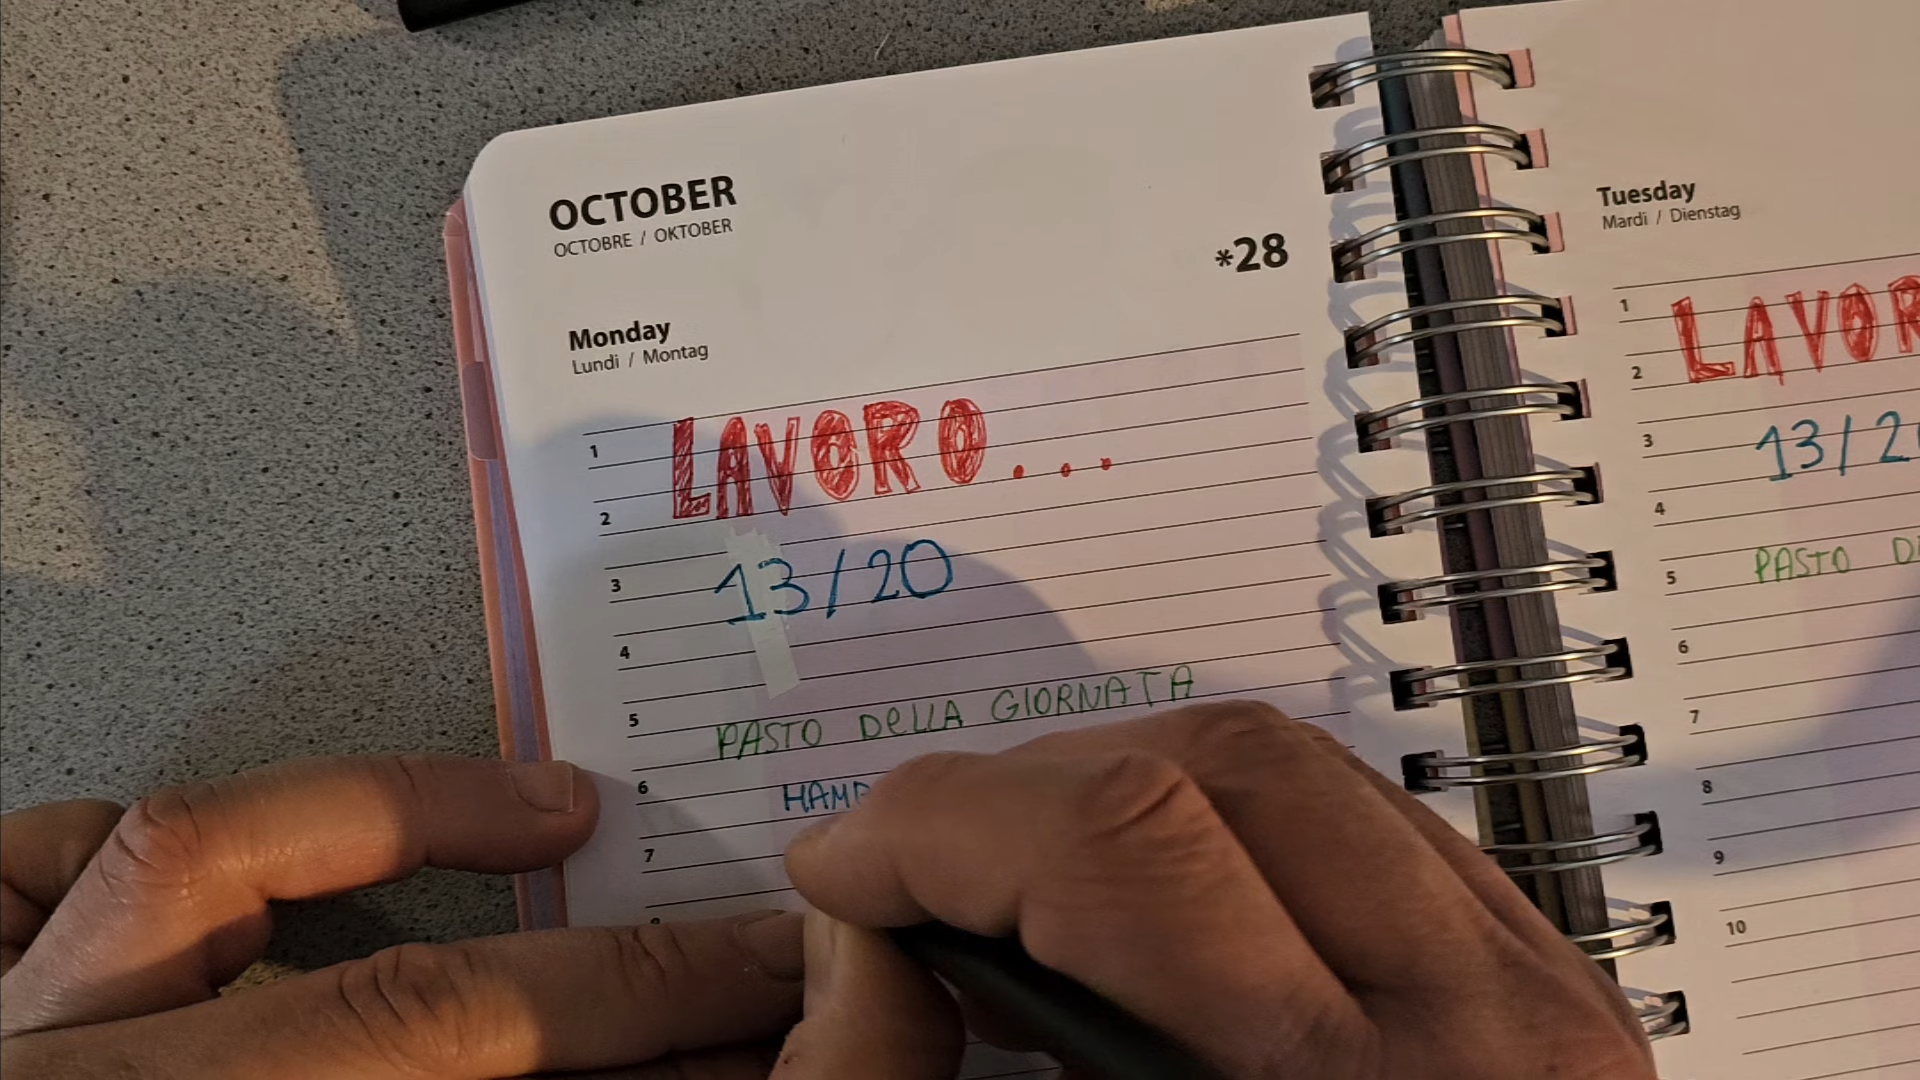 OCTOBER
OCTOBRE / OKTOBER
*28
Monday
Lundi / Montag
1
LAVORO...
2
3
13/20
4
5
PASTO DELLA GIORNATA
6
7
Tuesday
Mardi / Dienstag
1
2
3
4
5
PASTO
6
7
8
9
10